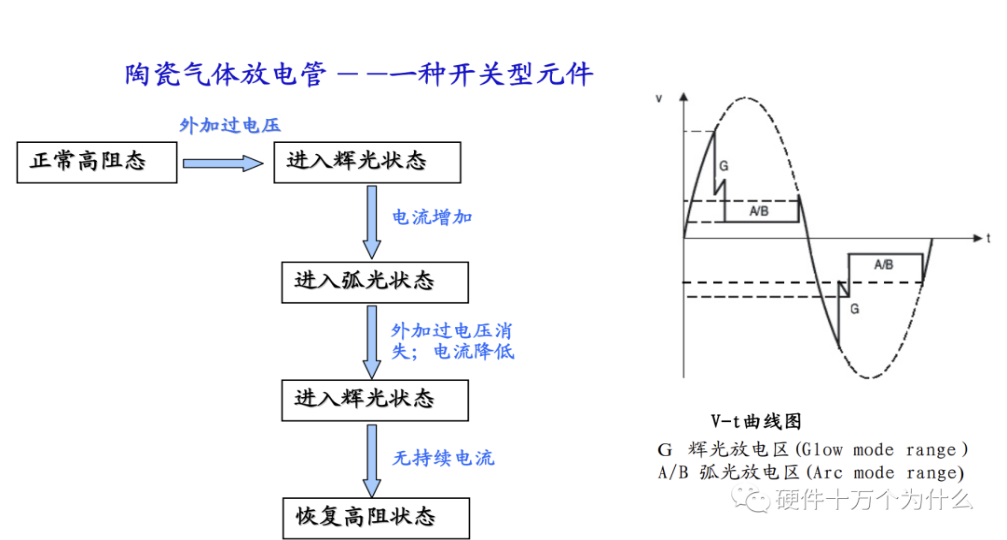 陶瓷气体放电管 －－一种开关型元件
外加过电压
正常高阻态
进入辉光状态
电流增加
进入弧光状态
外加过电压消
失；电流降低
进入辉光状态
无持续电流
恢复高阻状态
V
G
A/B
t
A/B
G
V-t曲线图
G 辉光放电区(Glow mode range)
A/B 弧光放电区(Arc mode range)
硬件十万个为什么